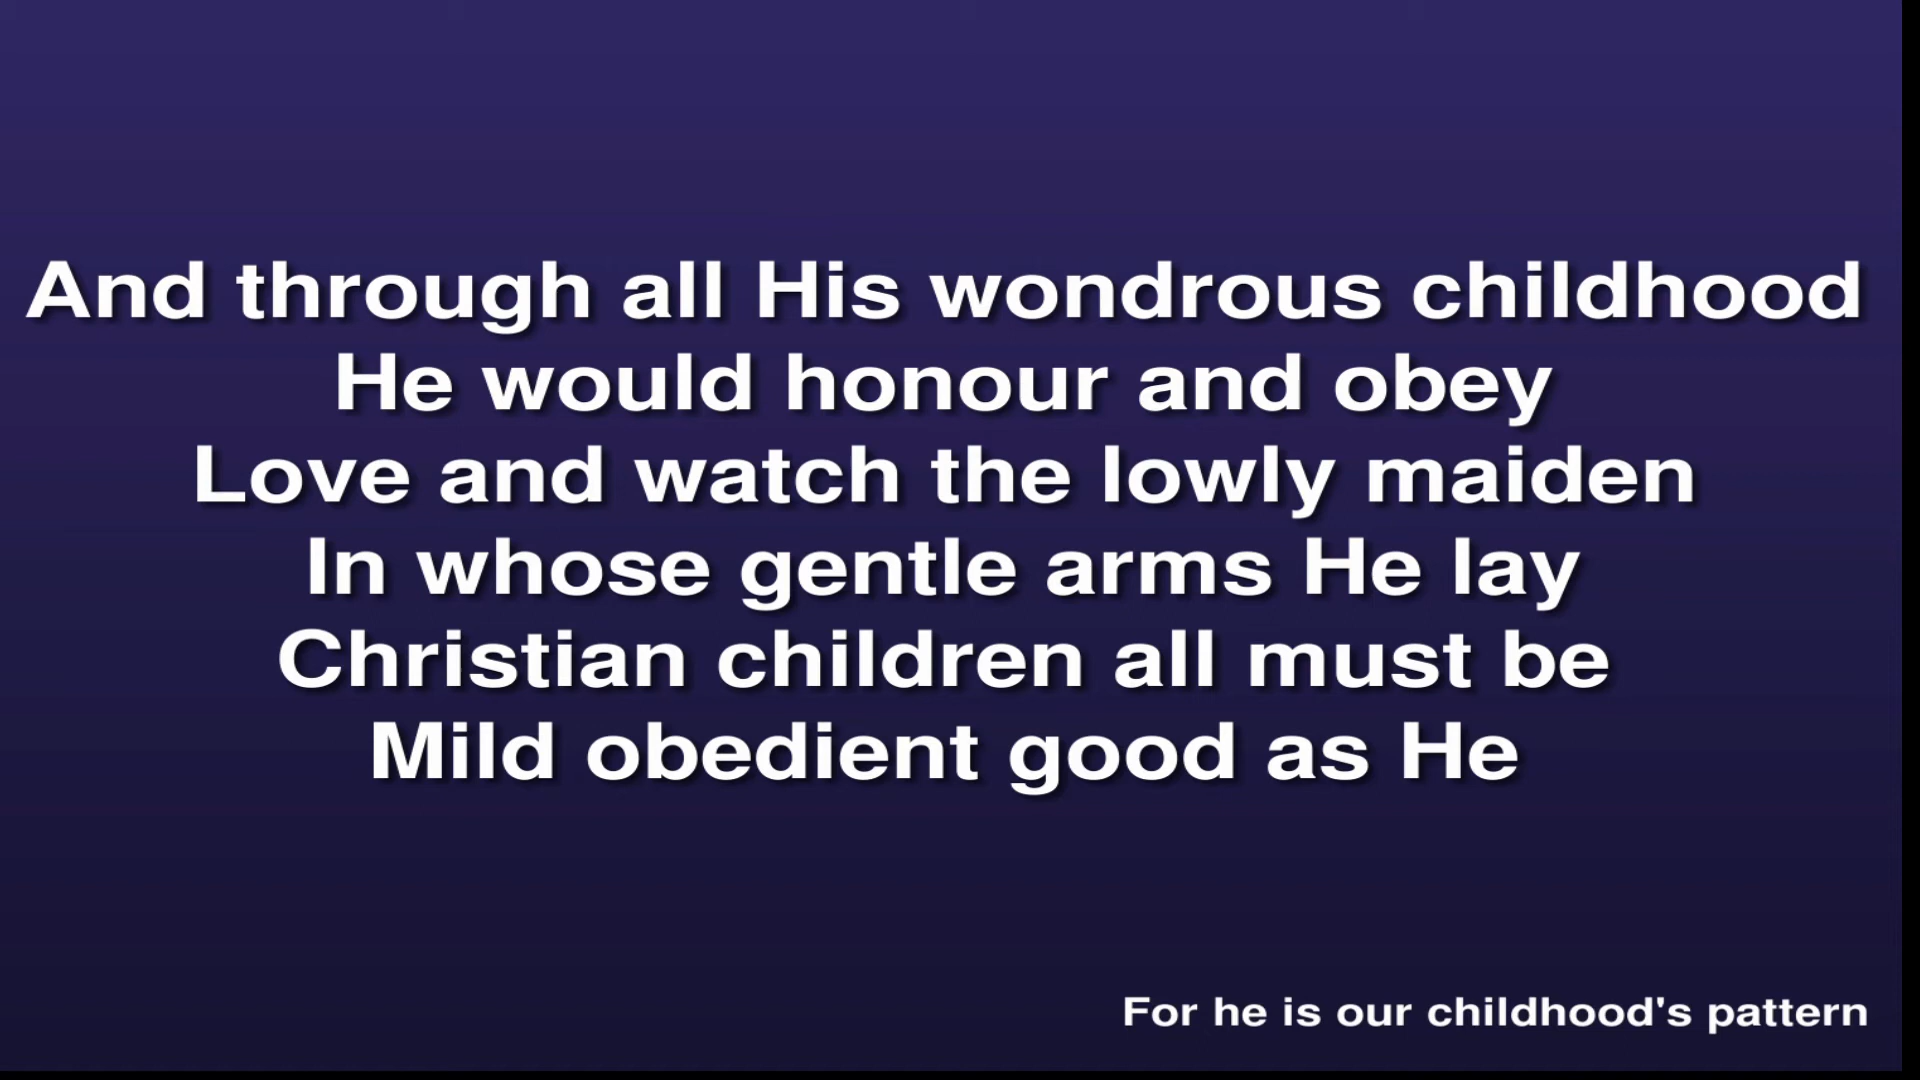 And through all His wondrous childhood
He would honour and obey
Love and watch the lowly maiden
In whose gentle arms He lay
Christian children all must be
Mild obedient good as He
For he is our childhood's pattern